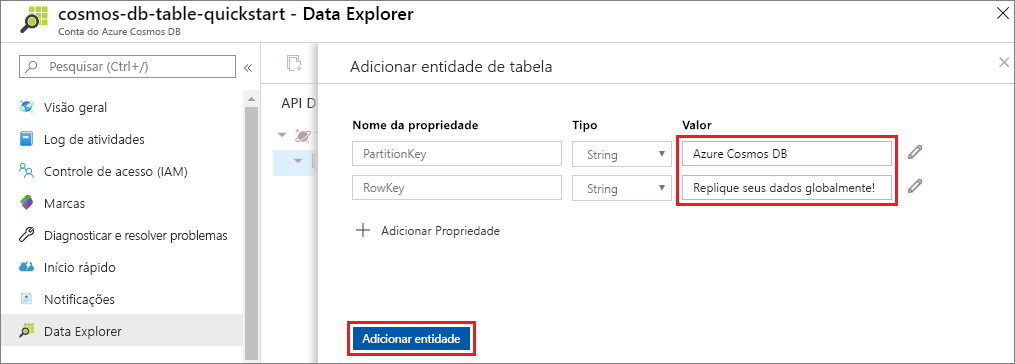 cosmos-db-table-quickstart - Data Explorer
Conta do Azure Cosmos DB
Pesquisar (Ctrl+/)
Visão geral
Log de atividades
Controle de acesso (IAM)
Marcas
Diagnosticar e resolver problemas
Início rápido
Notificações
Data Explorer
API D
Adicionar entidade de tabela
Nome da propriedade Tipo Valor
PartitionKey String Azure Cosmos DB
RowKey String Replique seus dados globalmente!
Adicionar Propriedade
Adicionar entidade